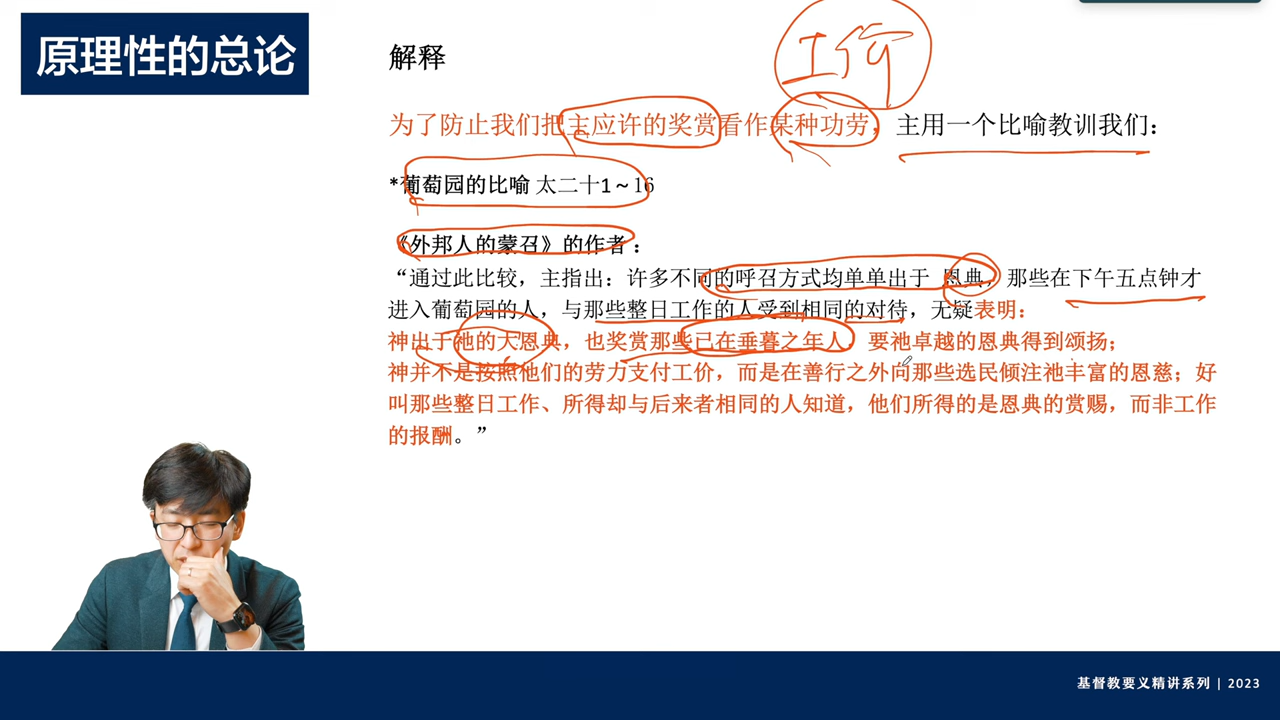 原理性的总论
解释
工价
为了防止我们把主应许的奖赏看作某种功劳，主用一个比喻教训我们：
*葡萄园的比喻 太二十1～16
《外邦人的蒙召》的作者：
“通过此比较，主指出：许多不同的呼召方式均单单出于 恩典，那些在下午五点钟才
进入葡萄园的人，与那些整日工作的人受到相同的对待，无疑表明：
神出于祂的大恩典，也奖赏那些已在垂暮之年人，要祂卓越的恩典得到颂扬；
神并不是按照他们的劳力支付工价，而是在善行之外向那些选民倾注祂丰富的恩慈；好
叫那些整日工作、所得却与后来者相同的人知道，他们所得的是恩典的赏赐，而非工作
的报酬。”
基督教要义精讲系列 | 2023